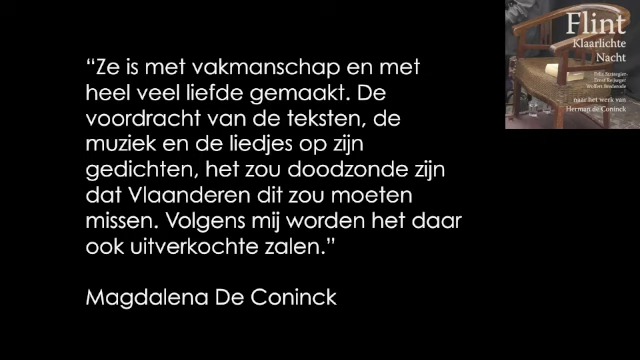 “Ze is met vakmanschap en met
heel veel liefde gemaakt. De
voordracht van de teksten, de
muziek en de liedjes op zijn
gedichten, het zou doodzonde zijn
dat Vlaanderen dit zou moeten
missen. Volgens mij worden het daar
ook uitverkochte zalen.”
Magdalena De Coninck
Flint
Klaarlichte
Nacht
naar het werk van
Herman de Coninck